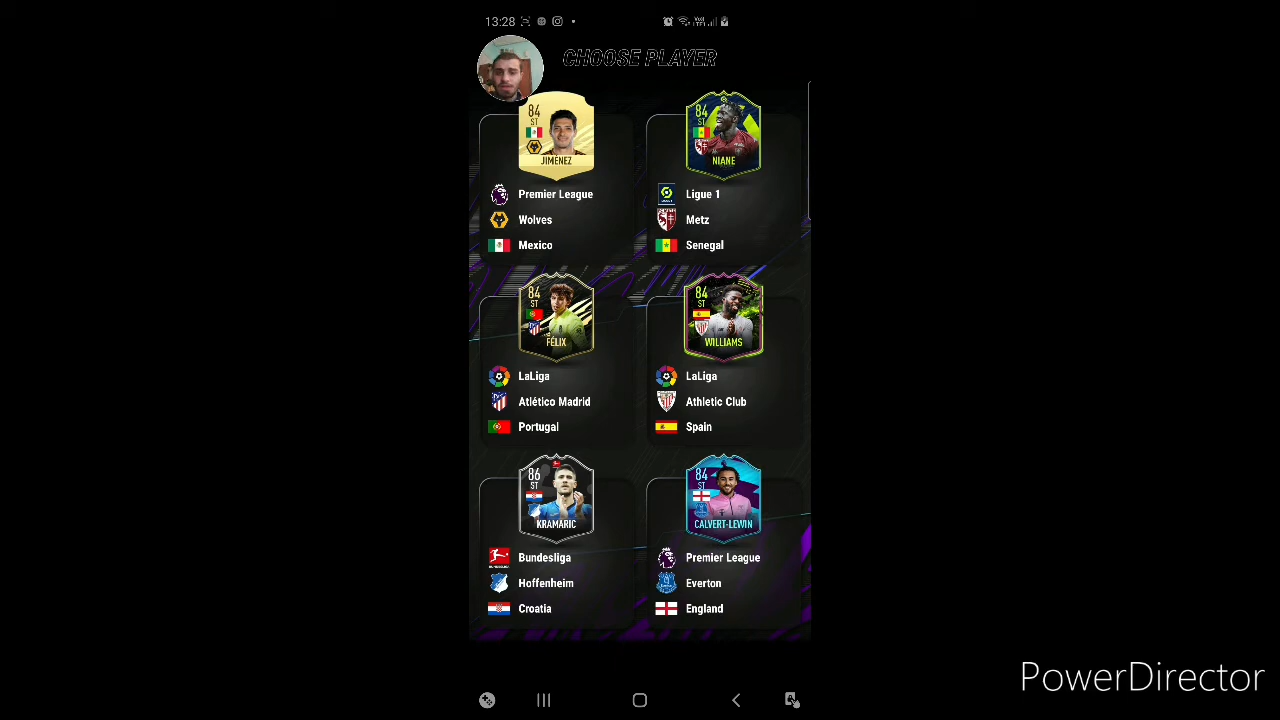 13:28
CHOOSE PLAYER
84
ST
JIMÉNEZ
Premier League
Wolves
Mexico
84
ST
NIANE
Ligue 1
Metz
Senegal
84
ST
FÉLIX
LaLiga
Atlético Madrid
Portugal
84
ST
WILLIAMS
LaLiga
Athletic Club
Spain
86
ST
KRAMARIC
Bundesliga
Hoffenheim
Croatia
84
ST
CALVERT-LEWIN
Premier League
Everton
England
PowerDirector